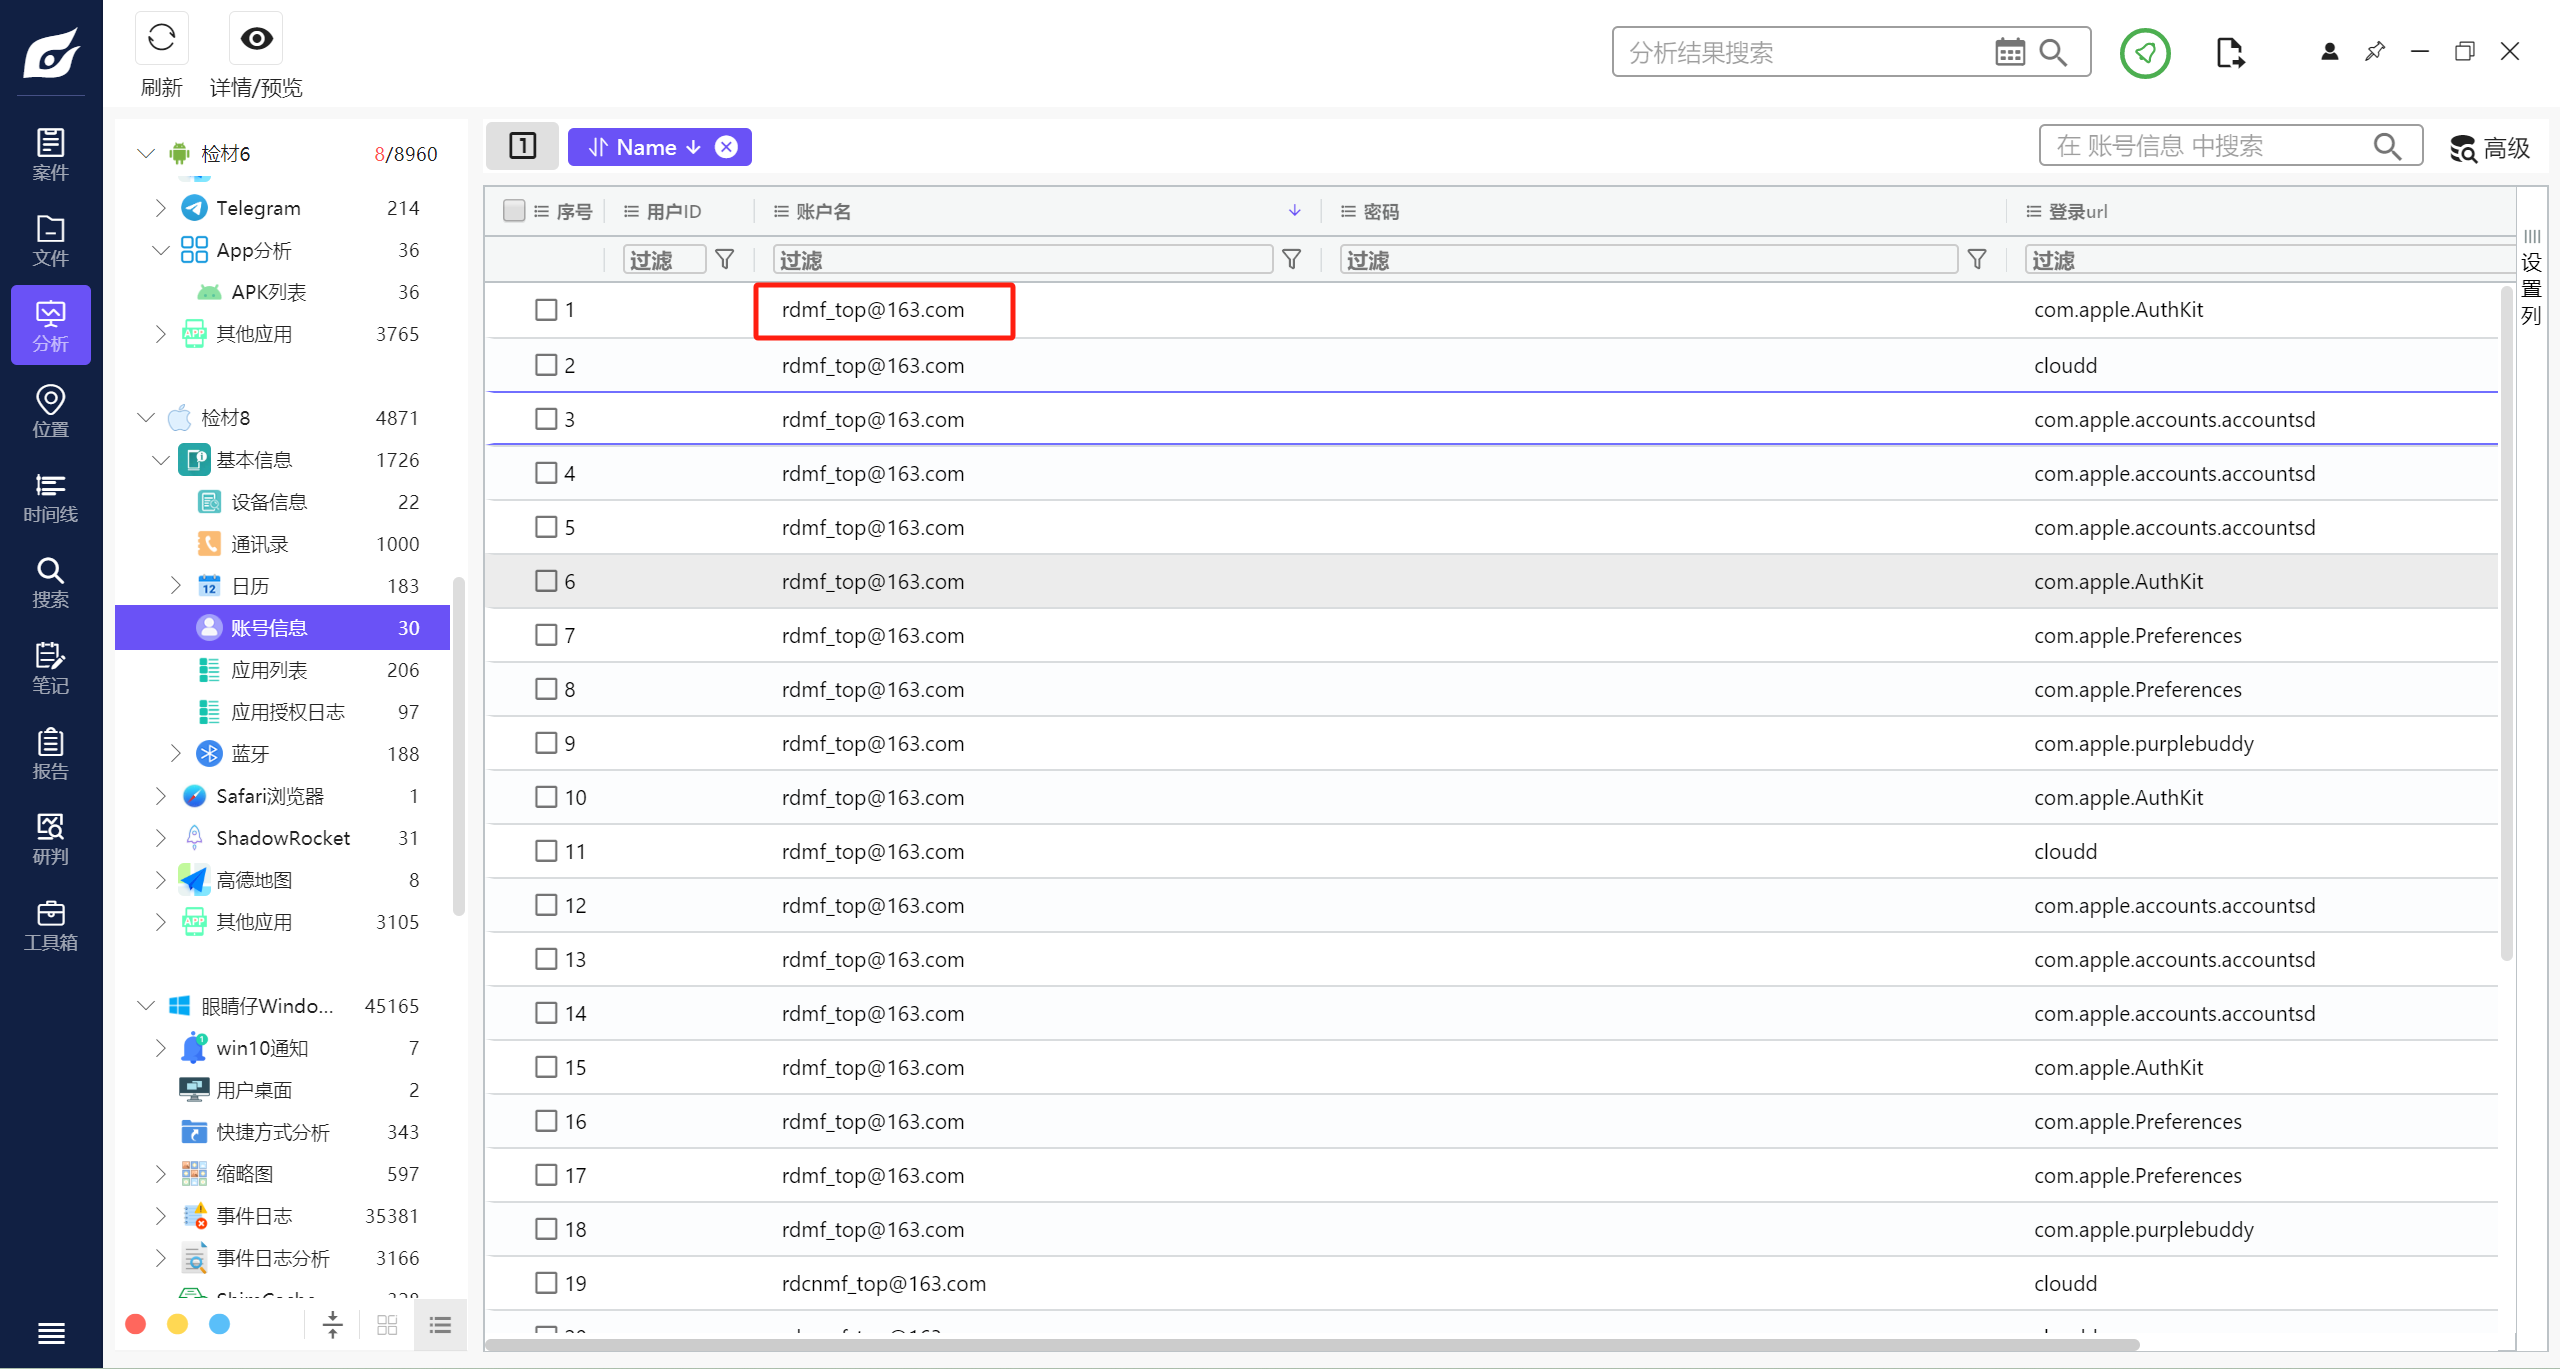 刷新
详情/预览
分析结果搜索
案件
文件
分析
位置
时间线
搜索
笔记
报告
研判
工具箱
检材6 8/8960
Telegram 214
App分析 36
APK列表 36
其他应用 3765
检材8 4871
基本信息 1726
设备信息 22
通讯录 1000
日历 183
账号信息 30
应用列表 206
应用授权日志 97
蓝牙 188
Safari浏览器 1
ShadowRocket 31
高德地图 8
其他应用 3105
眼睛仔Windo... 45165
win10通知 7
用户桌面 2
快捷方式分析 343
缩略图 597
事件日志 35381
事件日志分析 3166
1 Name
在 账号信息 中搜索
高级
序号 用户ID 账户名 密码 登录url
过滤 过滤 过滤 过滤
设置列
1 rdmf_top@163.com com.apple.AuthKit
2 rdmf_top@163.com cloudd
3 rdmf_top@163.com com.apple.accounts.accountsd
4 rdmf_top@163.com com.apple.accounts.accountsd
5 rdmf_top@163.com com.apple.accounts.accountsd
6 rdmf_top@163.com com.apple.AuthKit
7 rdmf_top@163.com com.apple.Preferences
8 rdmf_top@163.com com.apple.Preferences
9 rdmf_top@163.com com.apple.purplebuddy
10 rdmf_top@163.com com.apple.AuthKit
11 rdmf_top@163.com cloudd
12 rdmf_top@163.com com.apple.accounts.accountsd
13 rdmf_top@163.com com.apple.accounts.accountsd
14 rdmf_top@163.com com.apple.accounts.accountsd
15 rdmf_top@163.com com.apple.AuthKit
16 rdmf_top@163.com com.apple.Preferences
17 rdmf_top@163.com com.apple.Preferences
18 rdmf_top@163.com com.apple.purplebuddy
19 rdcnmf_top@163.com cloudd